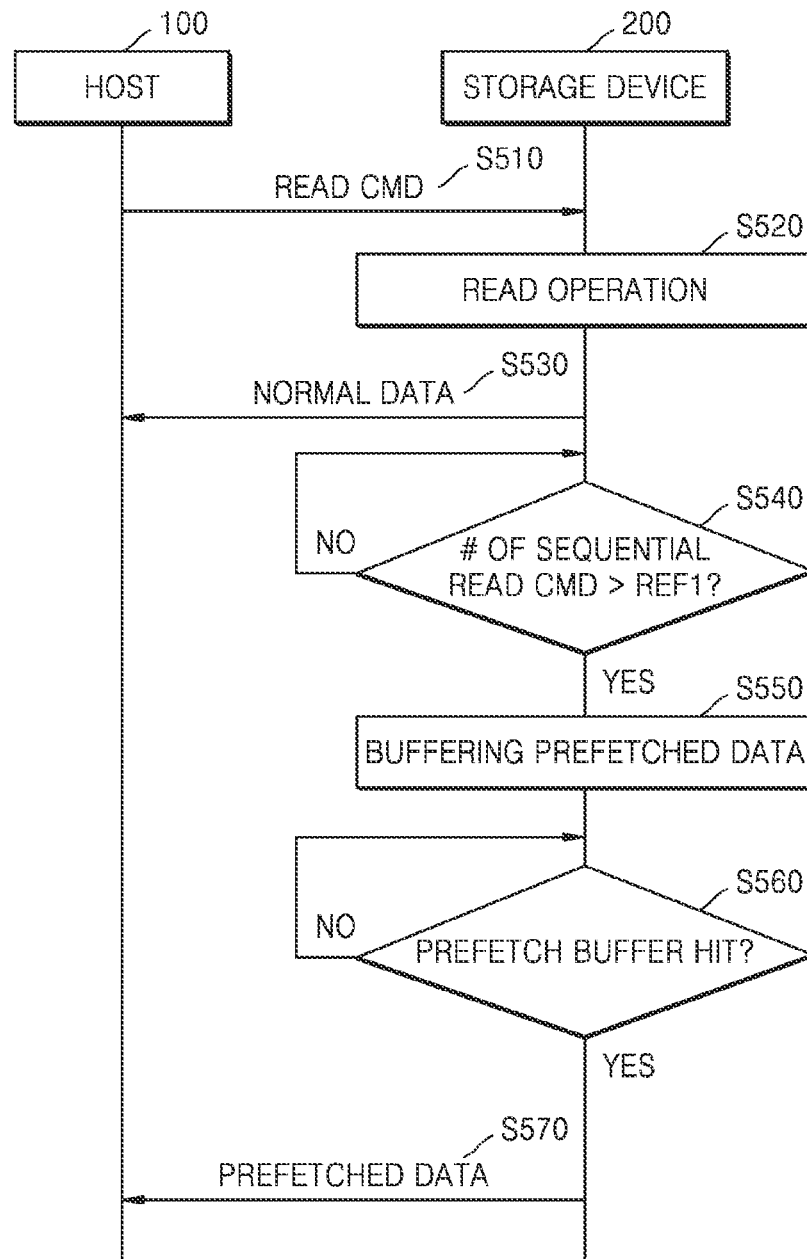 100
200
HOST
STORAGE DEVICE
S510
READ CMD
S520
READ OPERATION
S530
NORMAL DATA
S540
# OF SEQUENTIAL
READ CMD > REF1?
NO
YES
S550
BUFFERING PREFETCHED DATA
S560
PREFETCH BUFFER HIT?
NO
YES
S570
PREFETCHED DATA